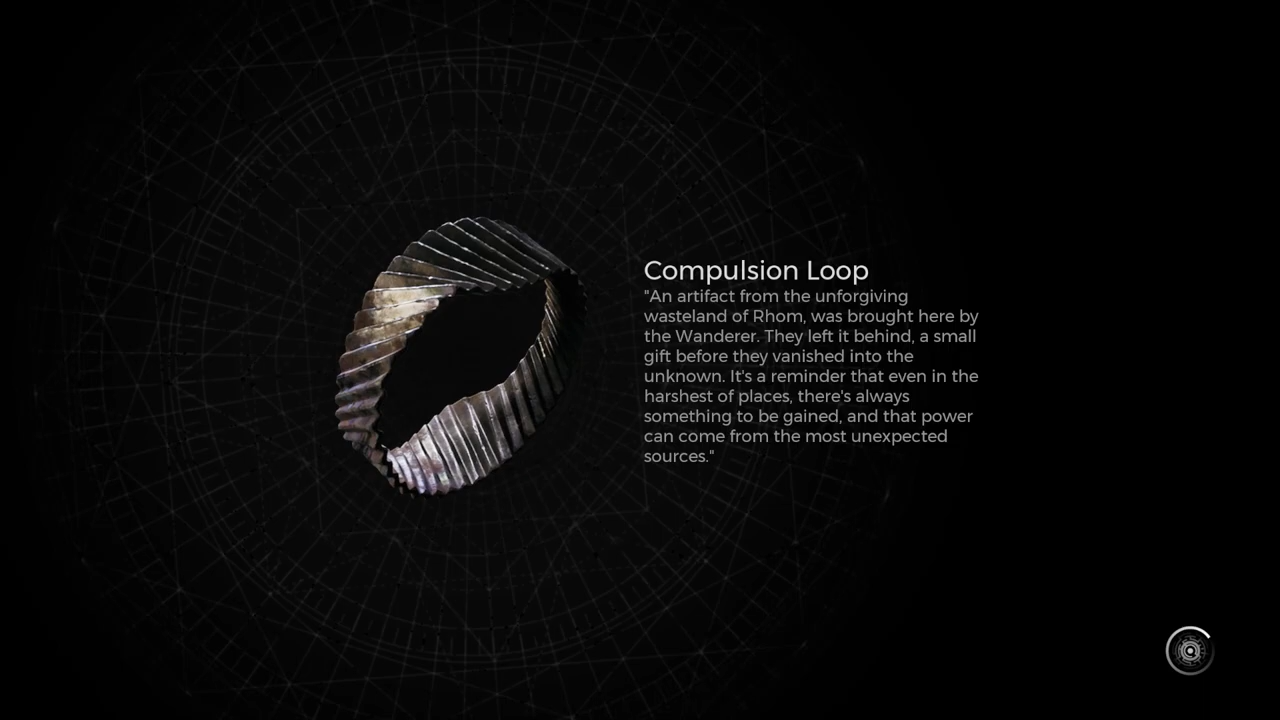 Compulsion Loop
"An artifact from the unforgiving
wasteland of Rhom, was brought here by
the Wanderer. They left it behind, a small
gift before they vanished into the
unknown. It's a reminder that even in the
harshest of places, there's always
something to be gained, and that power
can come from the most unexpected
sources."